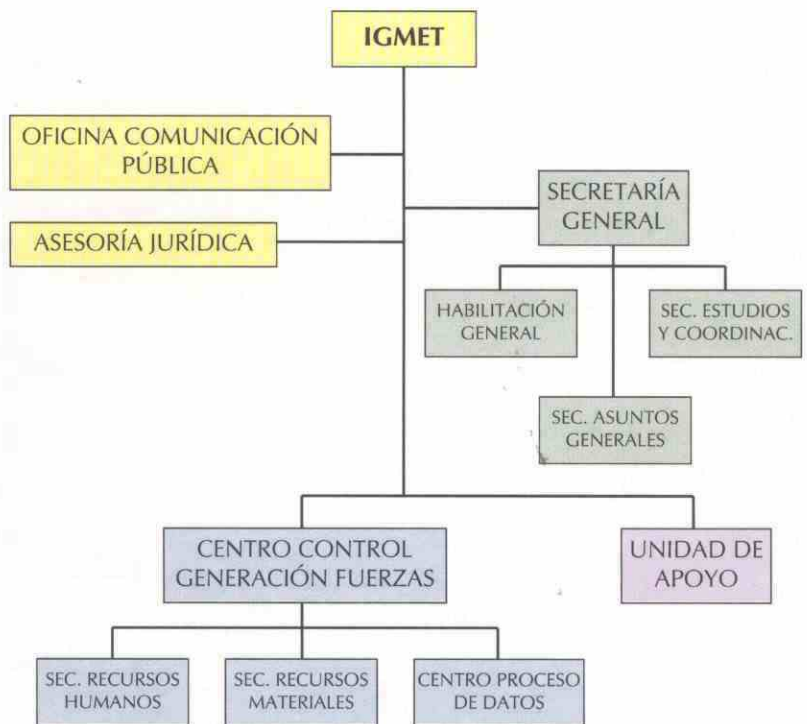 IGMET
OFICINA COMUNICACIÓN
PÚBLICA
SECRETARÍA
GENERAL
ASESORÍA JURÍDICA
HABILITACIÓN
GENERAL
SEC. ESTUDIOS
Y COORDINAC.
SEC. ASUNTOS
GENERALES
CENTRO CONTROL
GENERACIÓN FUERZAS
UNIDAD DE
APOYO
SEC. RECURSOS
HUMANOS
SEC. RECURSOS
MATERIALES
CENTRO PROCESO
DE DATOS